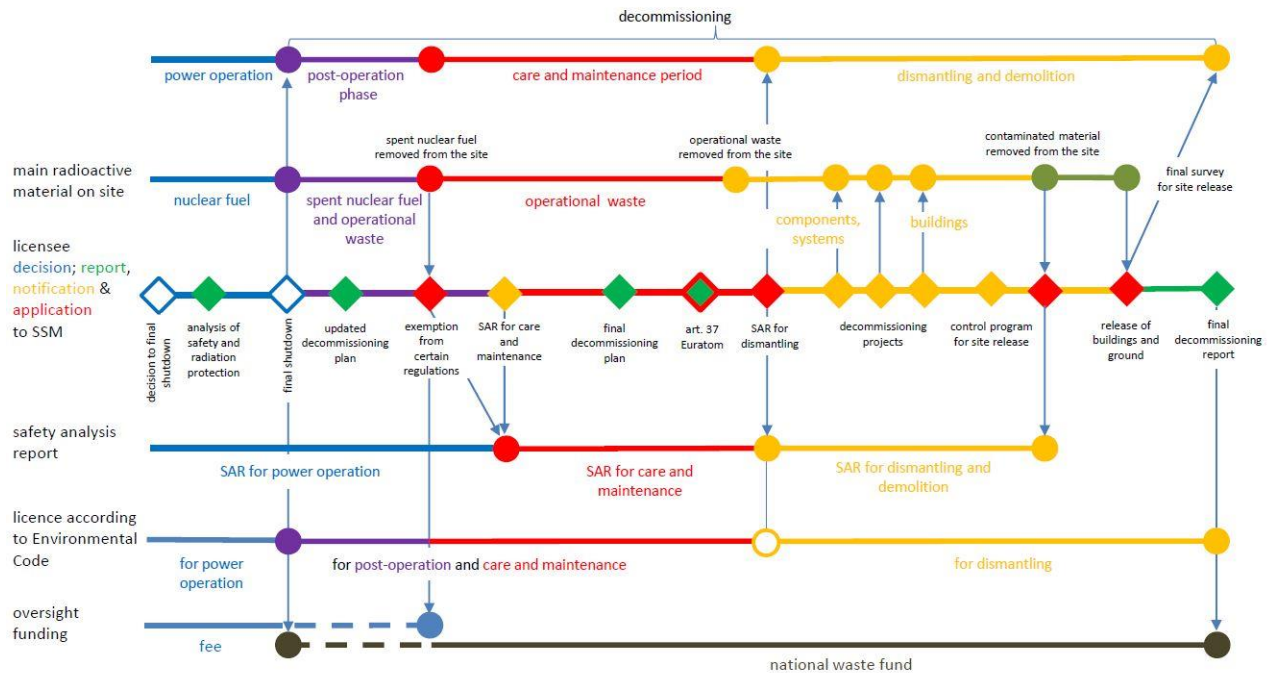 decommissioning
power operation
post-operation
phase
care and maintenance period
dismantling and demolition
main radioactive
material on site
spent nuclear fuel
removed from the site
operational waste
removed from the site
contaminated material
removed from the site
final survey
for site release
nuclear fuel
spent nuclear fuel
and operational
waste
operational waste
components,
systems
buildings
licensee
decision; report,
notification &
application
to SSM
decision to final
shutdown
analysis of
safety and
radiation
protection
final shutdown
updated
decommissioning
plan
exemption
from
certain
regulations
SAR for care
and
maintenance
final
decommissioning
plan
art. 37
Euratom
SAR for
dismantling
decommissioning
projects
control program
for site release
release of
buildings and
ground
final
decommissioning
report
safety analysis
report
SAR for power operation
SAR for care and
maintenance
SAR for dismantling and
demolition
licence according
to Environmental
Code
for power
operation
for post-operation and care and maintenance
for dismantling
oversight
funding
fee
national waste fund